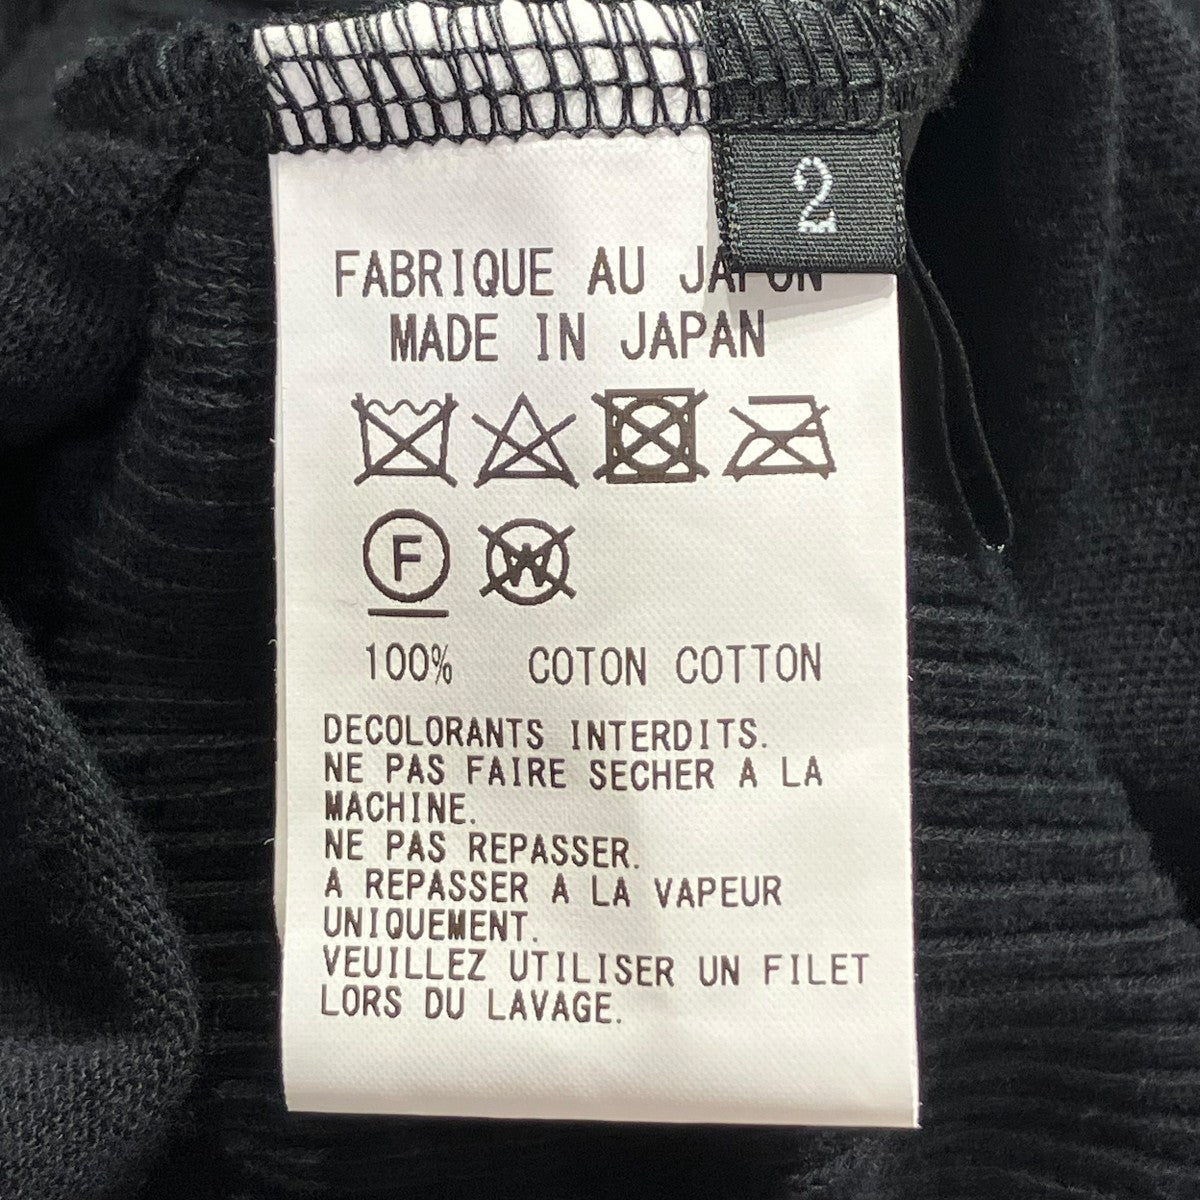 2
FABRIQUE AU JAPON
MADE IN JAPAN
F W
100% COTON COTTON
DECOLORANTS INTERDITS.
NE PAS FAIRE SECHER A LA
MACHINE.
NE PAS REPASSER.
A REPASSER A LA VAPEUR
UNIQUEMENT.
VEUILLEZ UTILISER UN FILET
LORS DU LAVAGE.